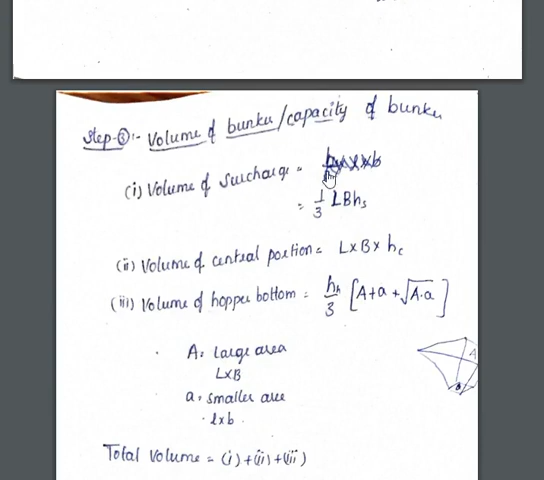 Step-③:- Volume of bunker/capacity of bunker
(i) Volume of Surcharge =
= 1/3 LBhs
(ii) Volume of central portion = L×B× hc
(iii) Volume of hopper bottom = hh/3 [A+a+√A.a]
A = large area
L×B
A
a = smaller are
l×b
Total Volume = (i)+(ii)+(iii)